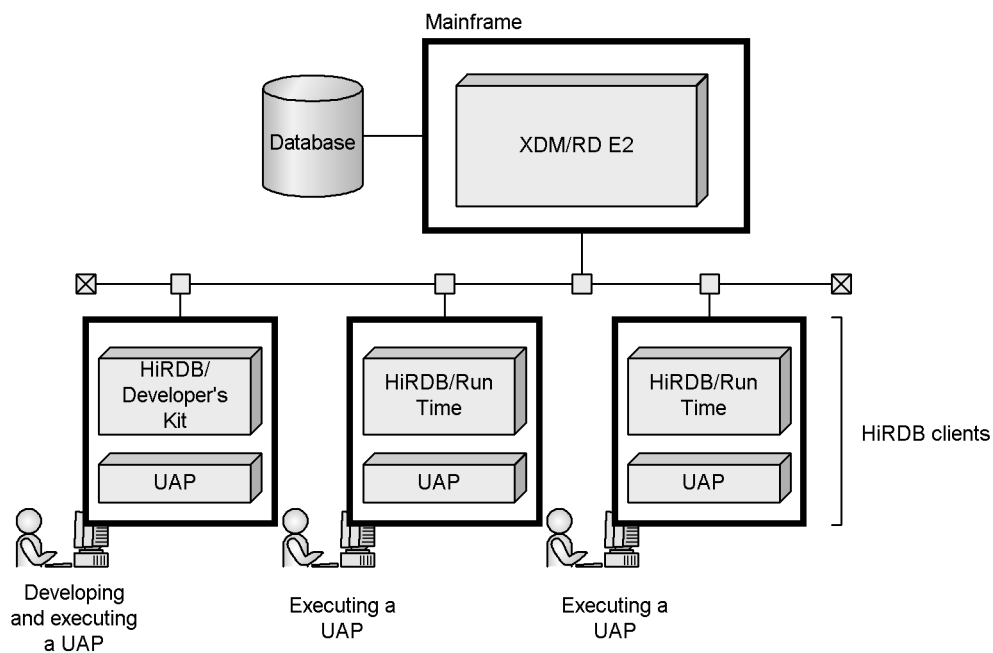 Mainframe
Database
XDM/RD E2
HiRDB/
Developer's
Kit
UAP
HiRDB/Run
Time
UAP
HiRDB/Run
Time
UAP
HiRDB clients
Developing
and executing
a UAP
Executing a
UAP
Executing a
UAP